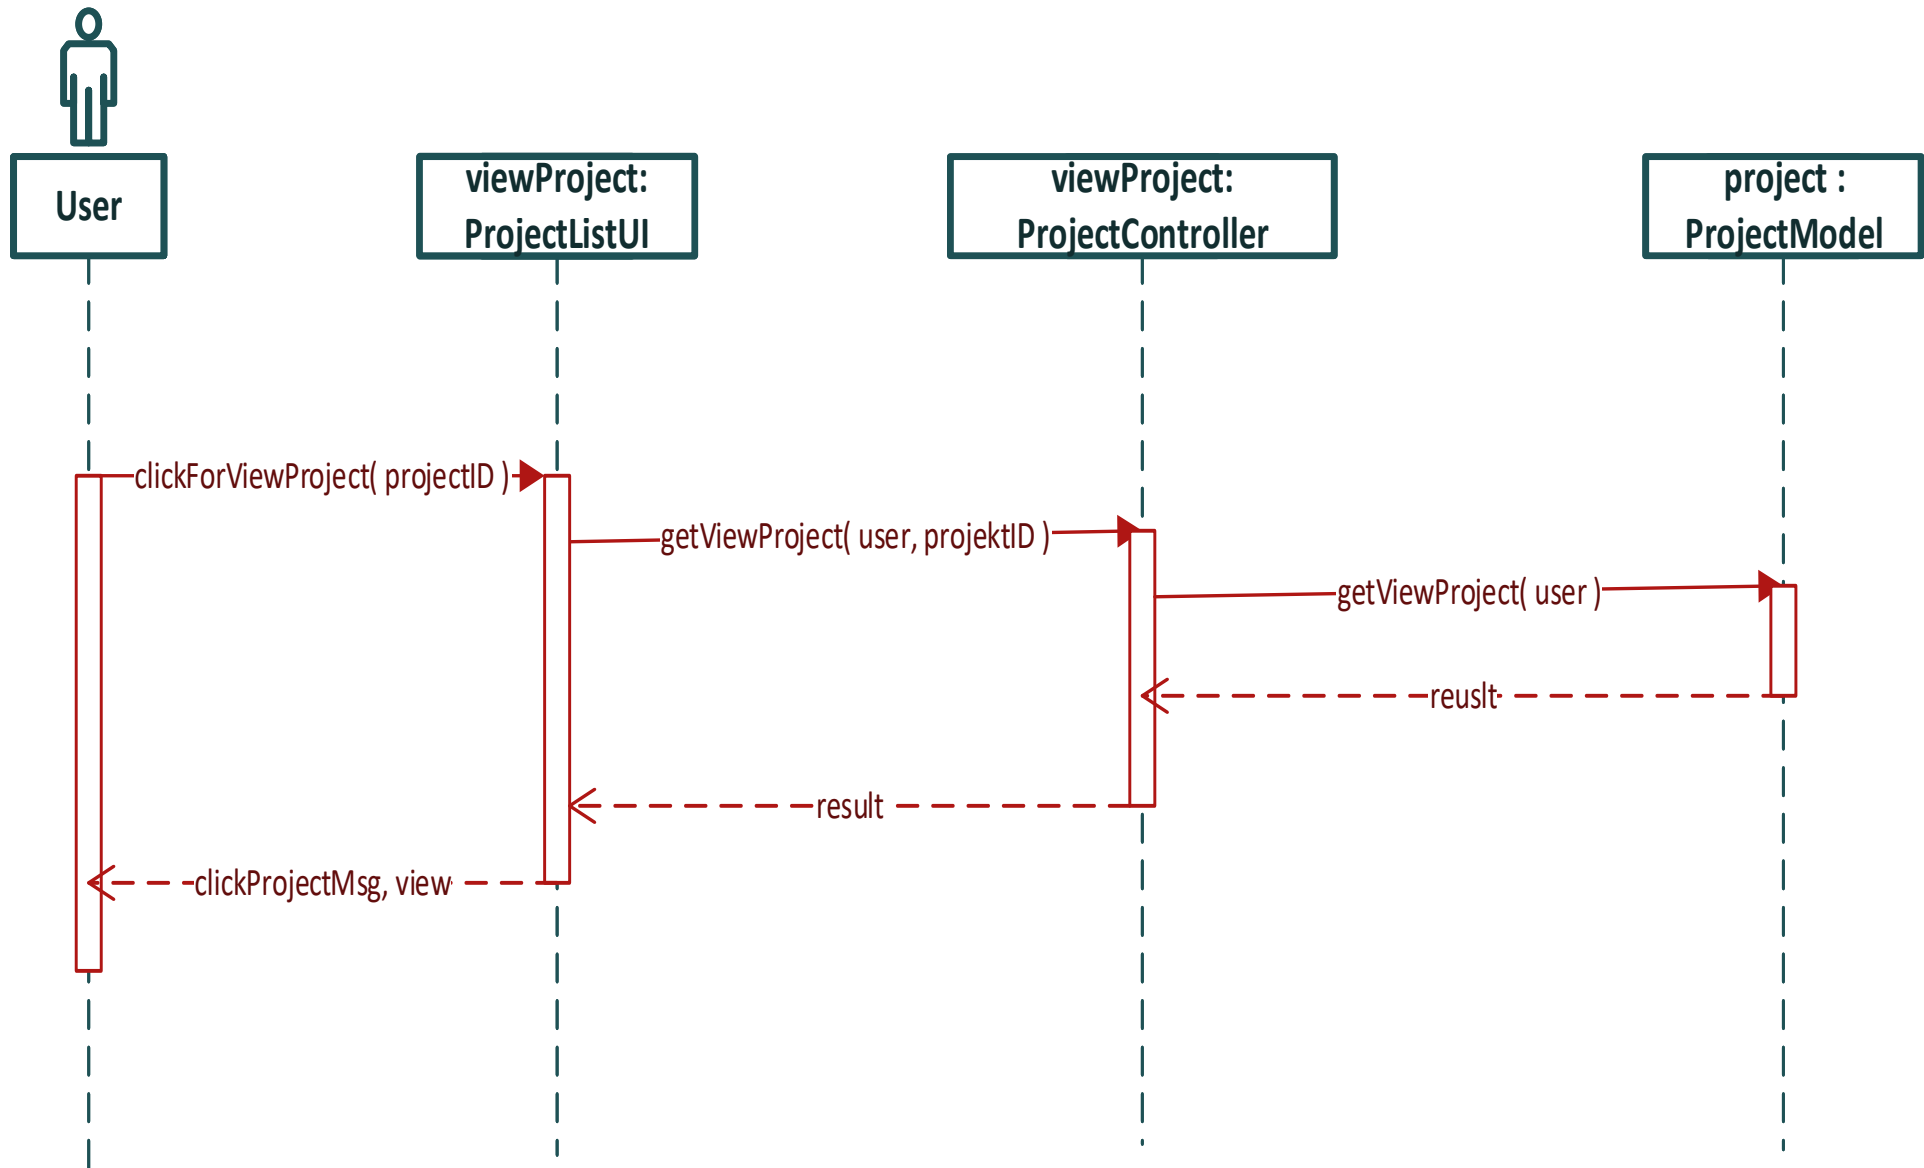 User
viewProject:
ProjectListUI
viewProject:
ProjectController
project :
ProjectModel
clickForViewProject( projectID )
getViewProject( user, projektID )
getViewProject( user )
reuslt
result
clickProjectMsg, view